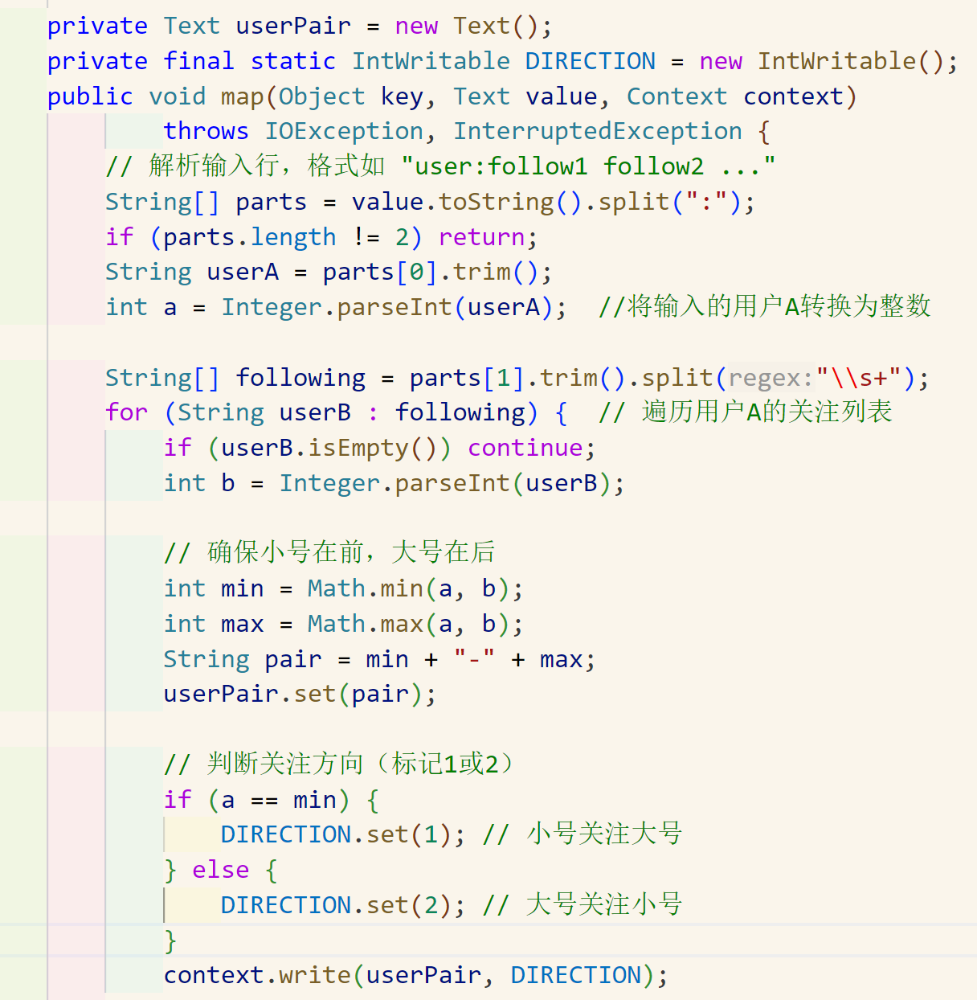 private Text userPair = new Text();
private final static IntWritable DIRECTION = new IntWritable();
public void map(Object key, Text value, Context context)
        throws IOException, InterruptedException {
    // 解析输入行，格式如 "user:follow1 follow2 ..."
    String[] parts = value.toString().split(":");
    if (parts.length != 2) return;
    String userA = parts[0].trim();
    int a = Integer.parseInt(userA);  //将输入的用户A转换为整数
    String[] following = parts[1].trim().split(regex:"\\s+");
    for (String userB : following) {  // 遍历用户A的关注列表
        if (userB.isEmpty()) continue;
        int b = Integer.parseInt(userB);
        // 确保小号在前，大号在后
        int min = Math.min(a, b);
        int max = Math.max(a, b);
        String pair = min + "-" + max;
        userPair.set(pair);
        // 判断关注方向（标记1或2）
        if (a == min) {
            DIRECTION.set(1); // 小号关注大号
        } else {
            DIRECTION.set(2); // 大号关注小号
        }
        context.write(userPair, DIRECTION);